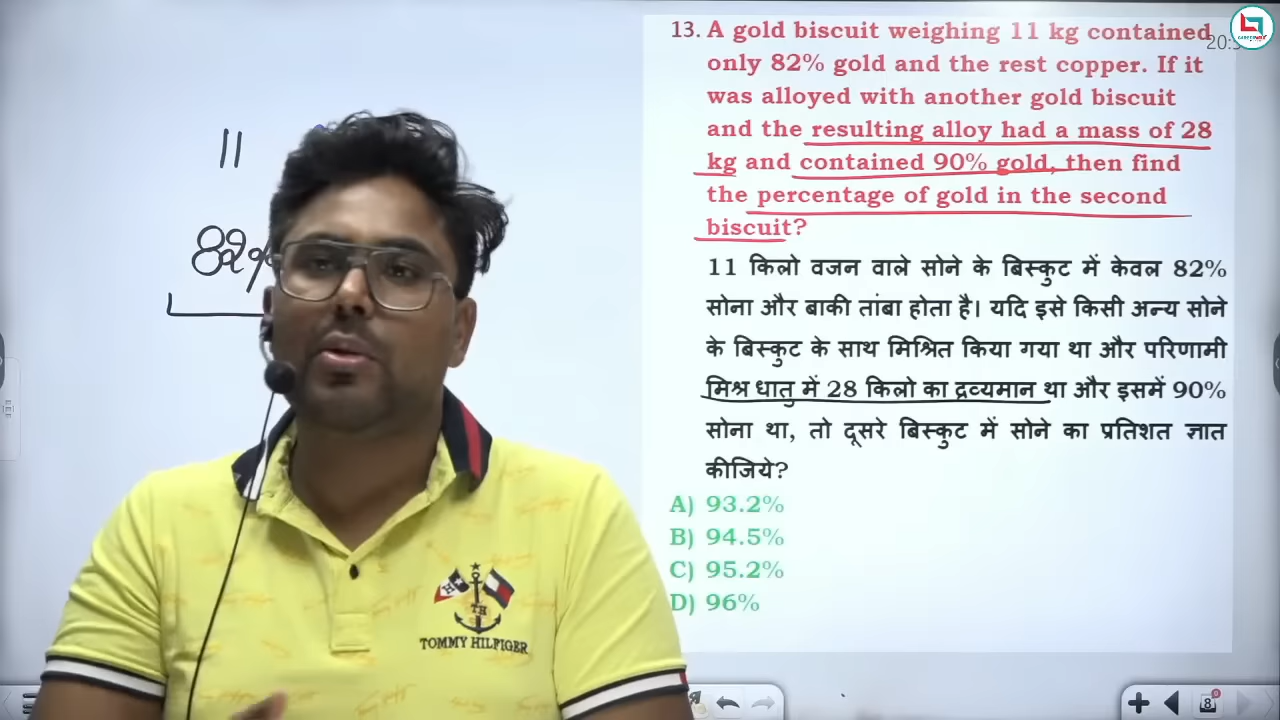 13. A gold biscuit weighing 11 kg contained
only 82% gold and the rest copper. If it
was alloyed with another gold biscuit
and the resulting alloy had a mass of 28
kg and contained 90% gold, then find
the percentage of gold in the second
biscuit?
11 किलो वजन वाले सोने के बिस्कुट में केवल 82%
सोना और बाकी तांबा होता है। यदि इसे किसी अन्य सोने
के बिस्कुट के साथ मिश्रित किया गया था और परिणामी
मिश्र धातु में 28 किलो का द्रव्यमान था और इसमें 90%
सोना था, तो दूसरे बिस्कुट में सोने का प्रतिशत ज्ञात
कीजिये?
A) 93.2%
B) 94.5%
C) 95.2%
D) 96%
11
82%
TH
TOMMY HILFIGER
8